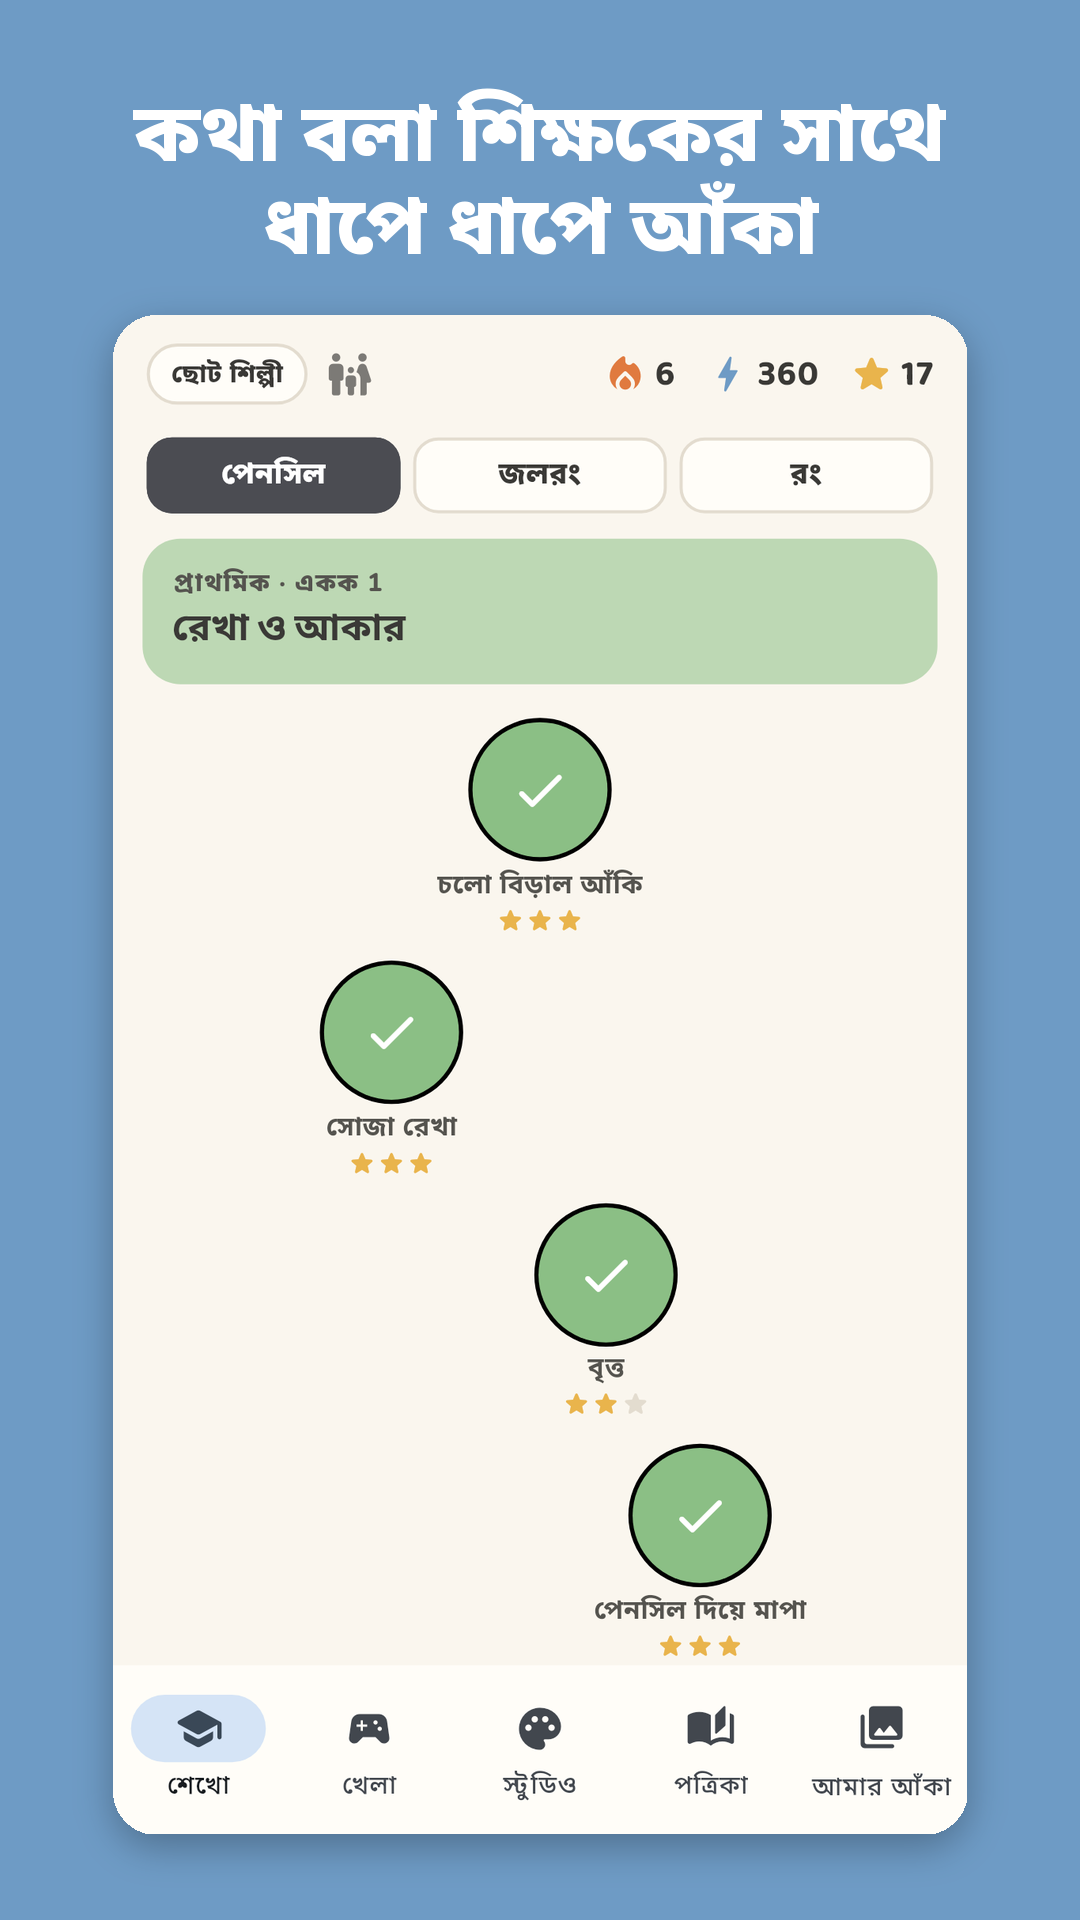 কথা বলা শিক্ষকের সাথে
ধাপে ধাপে আঁকা
ছোট শিল্পী
6
360
17
পেনসিল
জলরং
রং
প্রাথমিক · একক 1
রেখা ও আকার
চলো বিড়াল আঁকি
সোজা রেখা
বৃত্ত
পেনসিল দিয়ে মাপা
শেখো
খেলা
স্টুডিও
পত্রিকা
আমার আঁকা